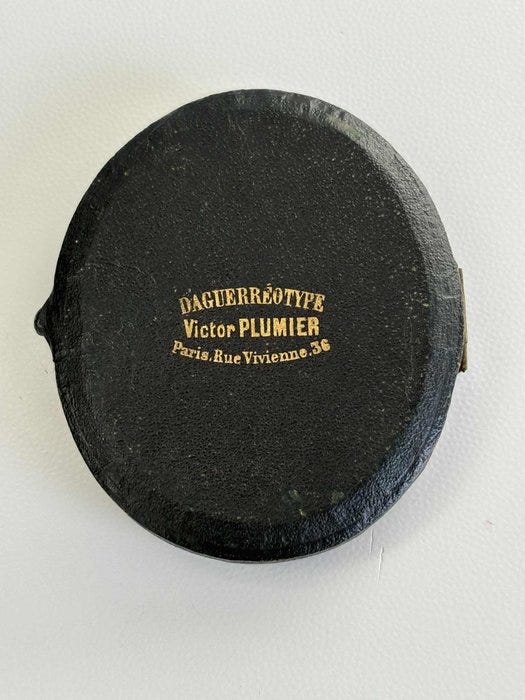 DAGUERRÉOTYPE
Victor PLUMIER
Paris, Rue Vivienne, 36